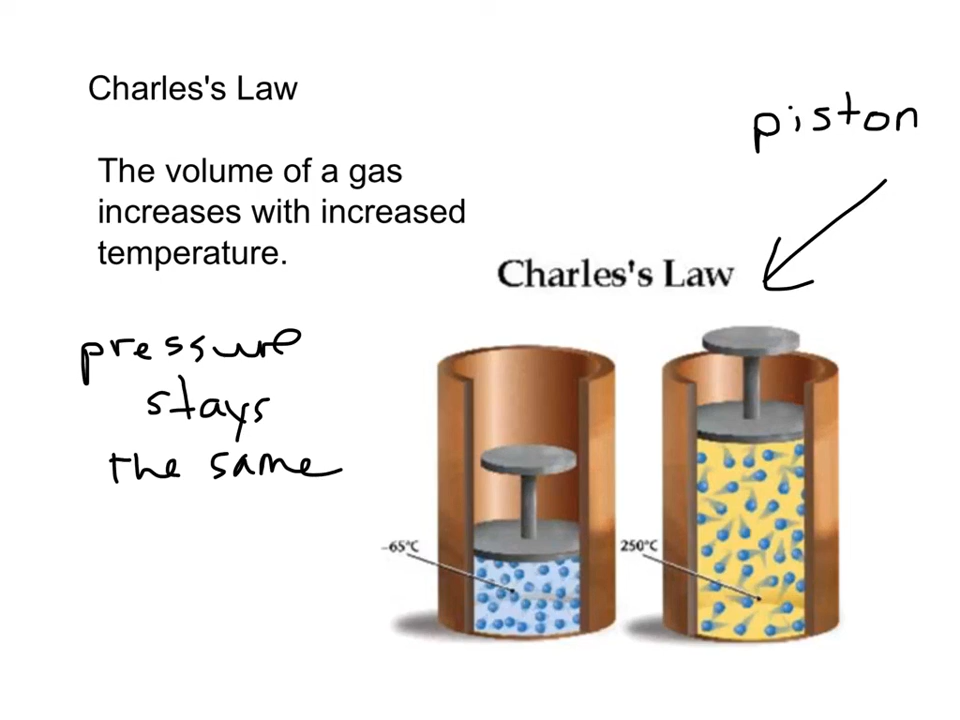 Charles's Law
piston
The volume of a gas
increases with increased
temperature.
Charles's Law
pressure
stays
the same
-65°C
250°C